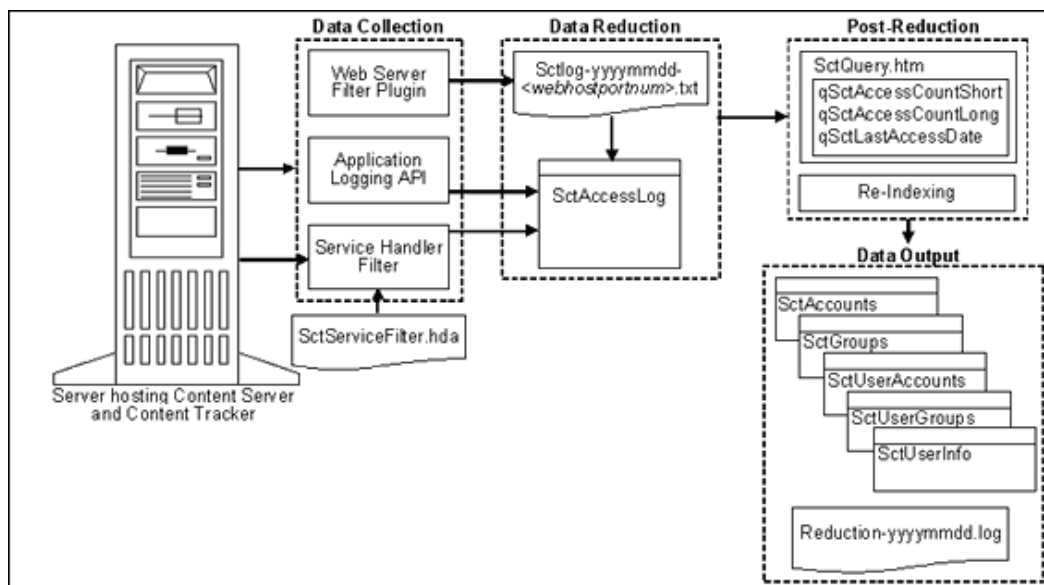 Data Collection
Web Server
Filter Plugin
Application
Logging API
Service Handler
Filter
SctServiceFilter.hda
Server hosting Content Server
and Content Tracker
Data Reduction
Sctlog-yyyymmdd-
<webhostportnum>.txt
SctAccessLog
Post-Reduction
SctQuery.htm
qSctAccessCountShort
qSctAccessCountLong
qSctLastAccessDate
Re-Indexing
Data Output
SctAccounts
SctGroups
SctUserAccounts
SctUserGroups
SctUserInfo
Reduction-yyyymmdd.log